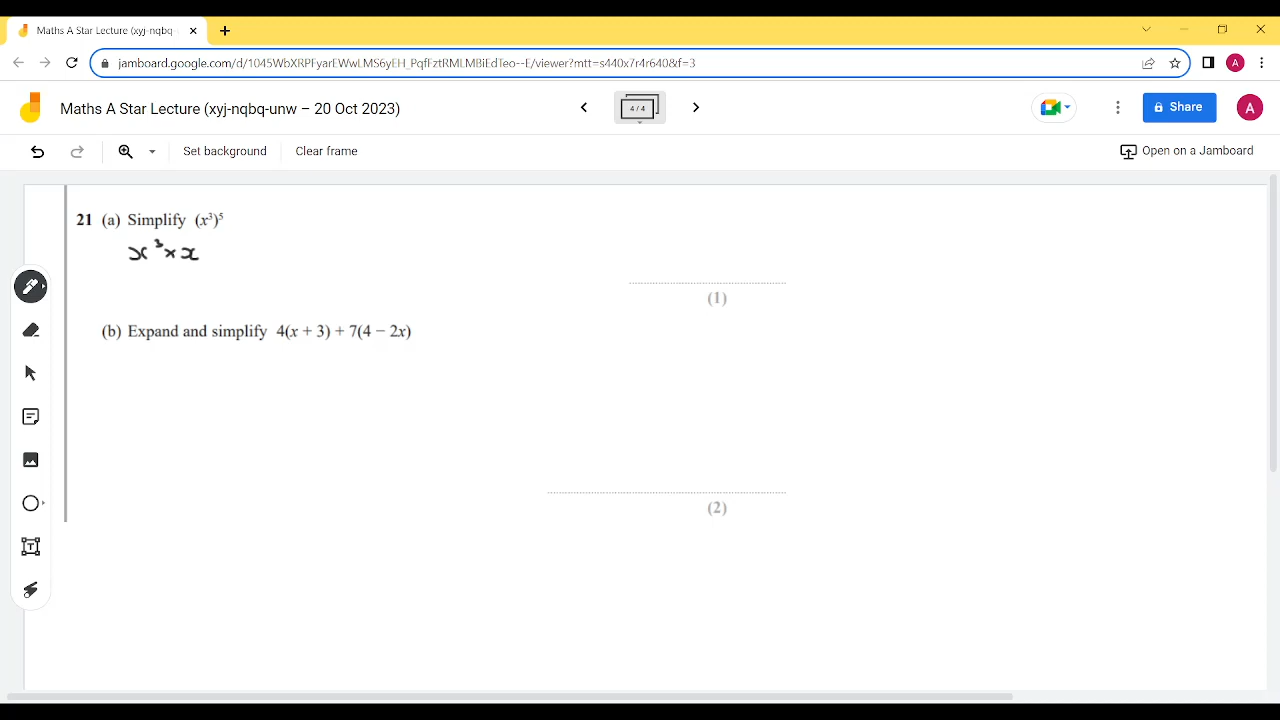 Maths A Star Lecture (xyj-nqbq
jamboard.google.com/d/1045WbXRPFyarEWwLMS6yEH_PqfFztRMLMBiEdTeo--E/viewer?mtt=s440x7r4r640&f=3
A
Maths A Star Lecture (xyj-nqbq-unw – 20 Oct 2023)
4 / 4
Share
A
Set background
Clear frame
Open on a Jamboard
21 (a) Simplify (x³)⁵
x³ × x
(1)
(b) Expand and simplify 4(x + 3) + 7(4 − 2x)
(2)